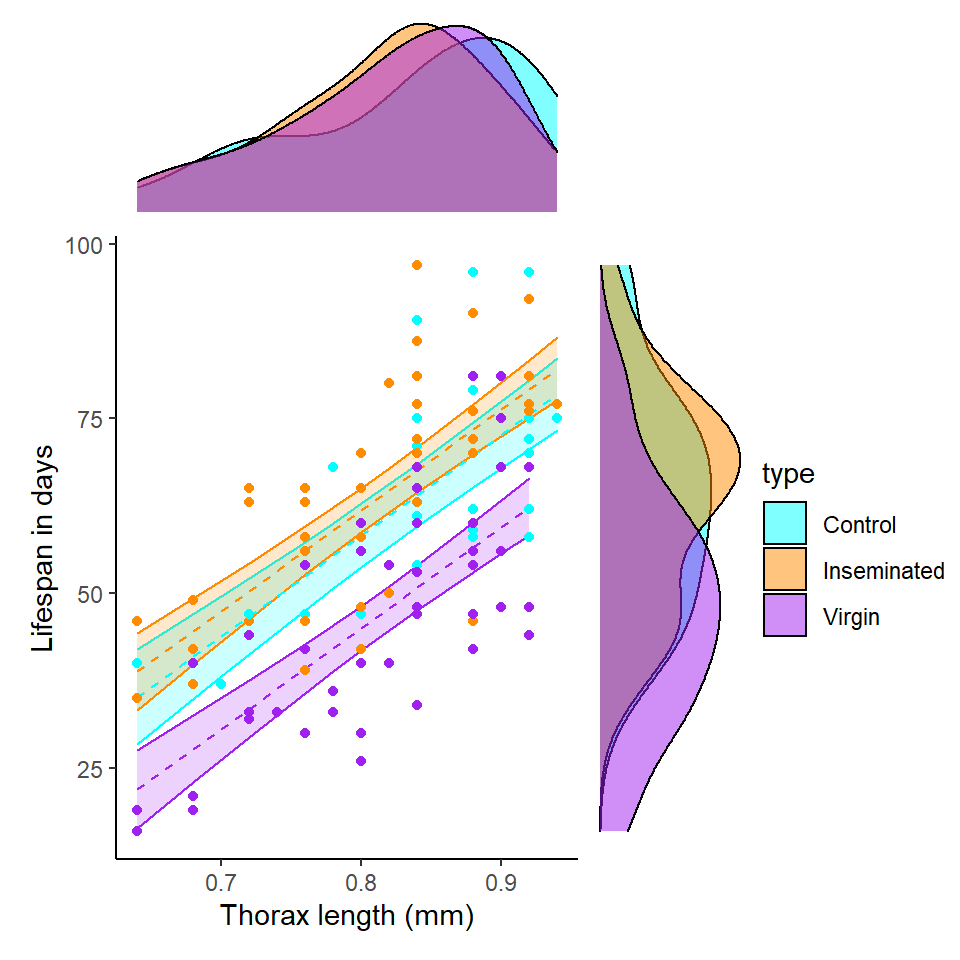 100
75
50
25
Lifespan in days
0.7 0.8 0.9
Thorax length (mm)
type
Control
Inseminated
Virgin